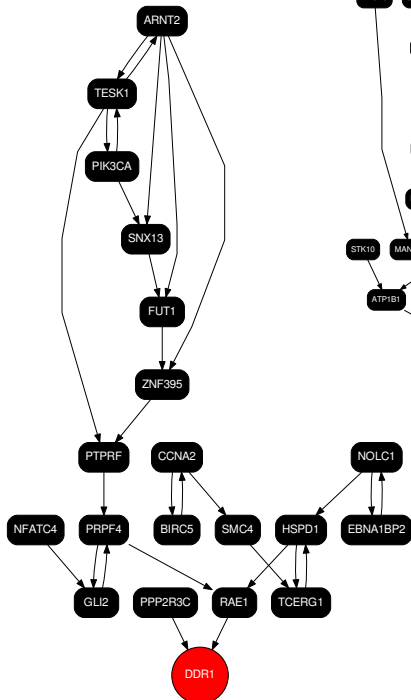 ARNT2
TESK1
PIK3CA
SNX13
STK10
ATP1B1
FUT1
ZNF395
PTPRF
CCNA2
NOLC1
NFATC4
PRPF4
BIRC5
SMC4
HSPD1
EBNA1BP2
GLI2
PPP2R3C
RAE1
TCERG1
DDR1